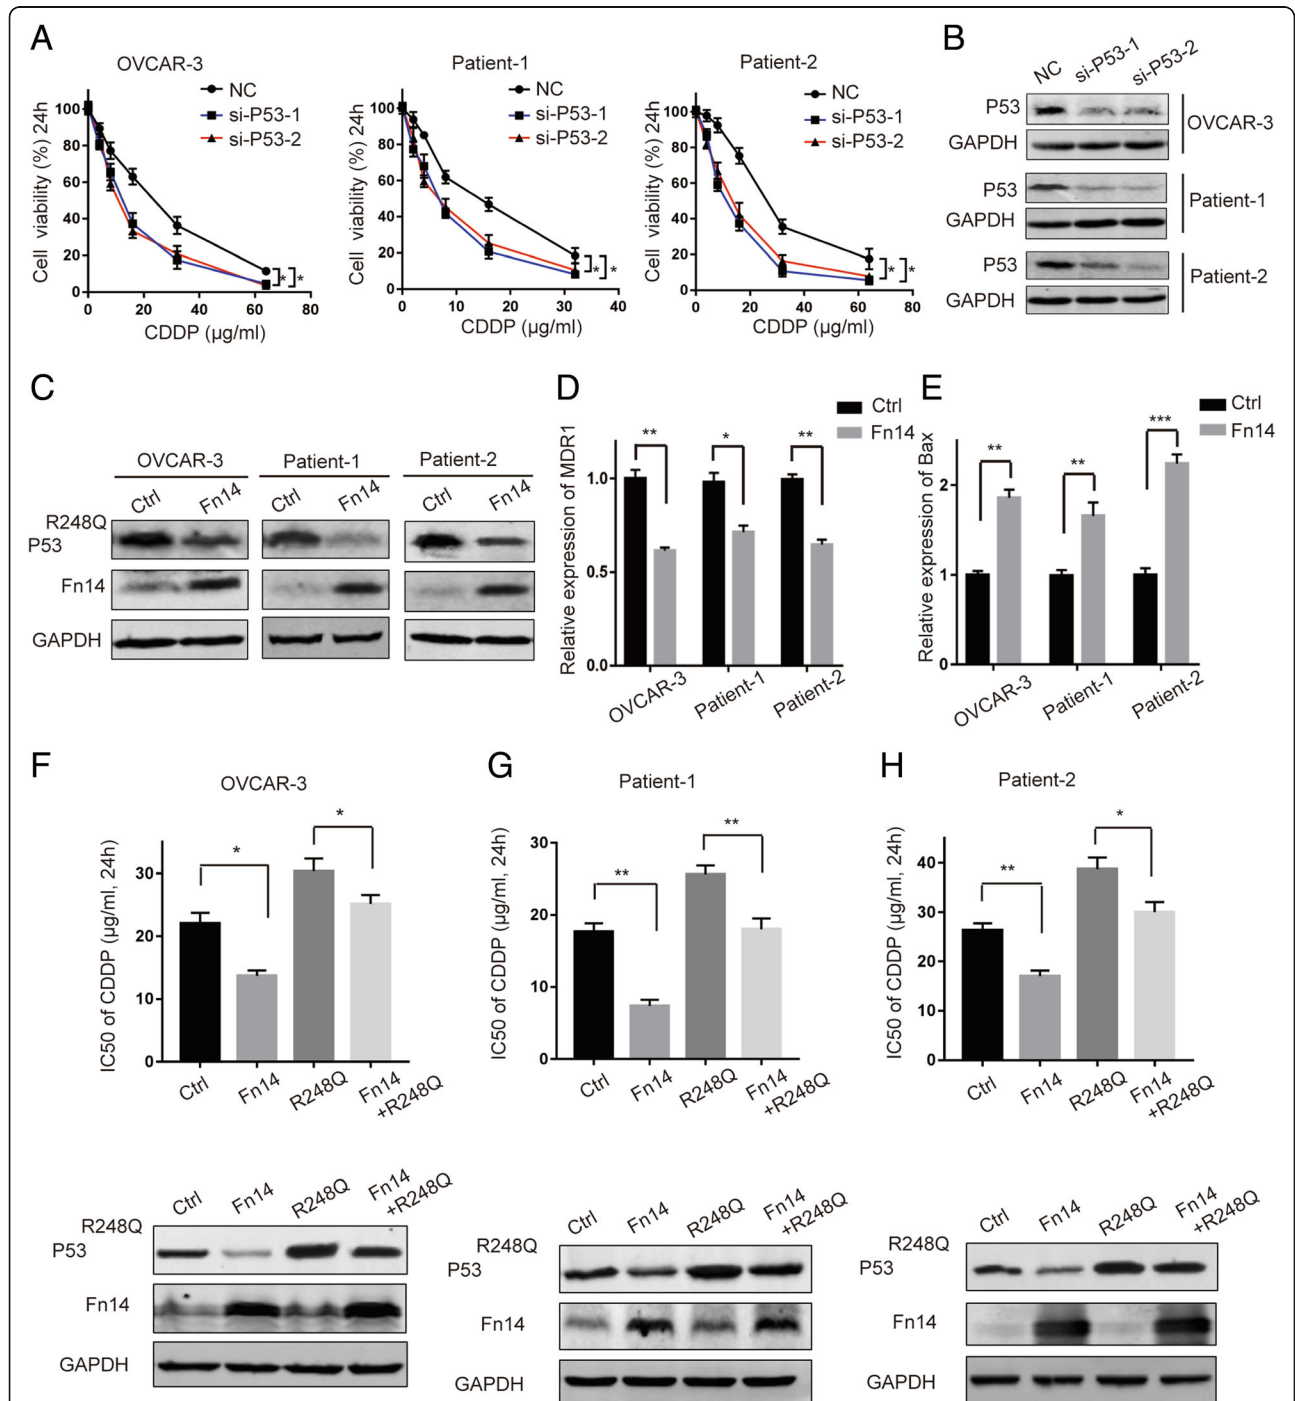 A
OVCAR-3
NC
si-P53-1
si-P53-2
Cell viability (%) 24h
100
80
60
40
20
0
0 20 40 60 80
CDDP (µg/ml)
* *
Patient-1
NC
si-P53-1
si-P53-2
Cell viability (%) 24h
100
80
60
40
20
0
0 10 20 30 40
CDDP (µg/ml)
* *
Patient-2
NC
si-P53-1
si-P53-2
Cell viability (%) 24h
100
80
60
40
20
0
0 20 40 60 80
CDDP (µg/ml)
* *
B
NC si-P53-1 si-P53-2
P53
GAPDH
OVCAR-3
P53
GAPDH
Patient-1
P53
GAPDH
Patient-2
C
OVCAR-3 Patient-1 Patient-2
Ctrl Fn14 Ctrl Fn14 Ctrl Fn14
R248Q
P53
Fn14
GAPDH
D
Ctrl
Fn14
Relative expression of MDR1
1.0
0.5
0.0
** * **
OVCAR-3 Patient-1 Patient-2
E
Ctrl
Fn14
Relative expression of Bax
2
1
0
** ** ***
OVCAR-3 Patient-1 Patient-2
F
OVCAR-3
IC50 of CDDP (µg/ml, 24h)
30
20
10
0
* *
Ctrl Fn14 R248Q Fn14
+R248Q
Ctrl Fn14 R248Q Fn14
+R248Q
R248Q
P53
Fn14
GAPDH
G
Patient-1
IC50 of CDDP (µg/ml, 24h)
30
20
10
0
** **
Ctrl Fn14 R248Q Fn14
+R248Q
Ctrl Fn14 R248Q Fn14
+R248Q
R248Q
P53
Fn14
GAPDH
H
Patient-2
IC50 of CDDP (µg/ml, 24h)
40
30
20
10
0
** *
Ctrl Fn14 R248Q Fn14
+R248Q
Ctrl Fn14 R248Q Fn14
+R248Q
R248Q
P53
Fn14
GAPDH